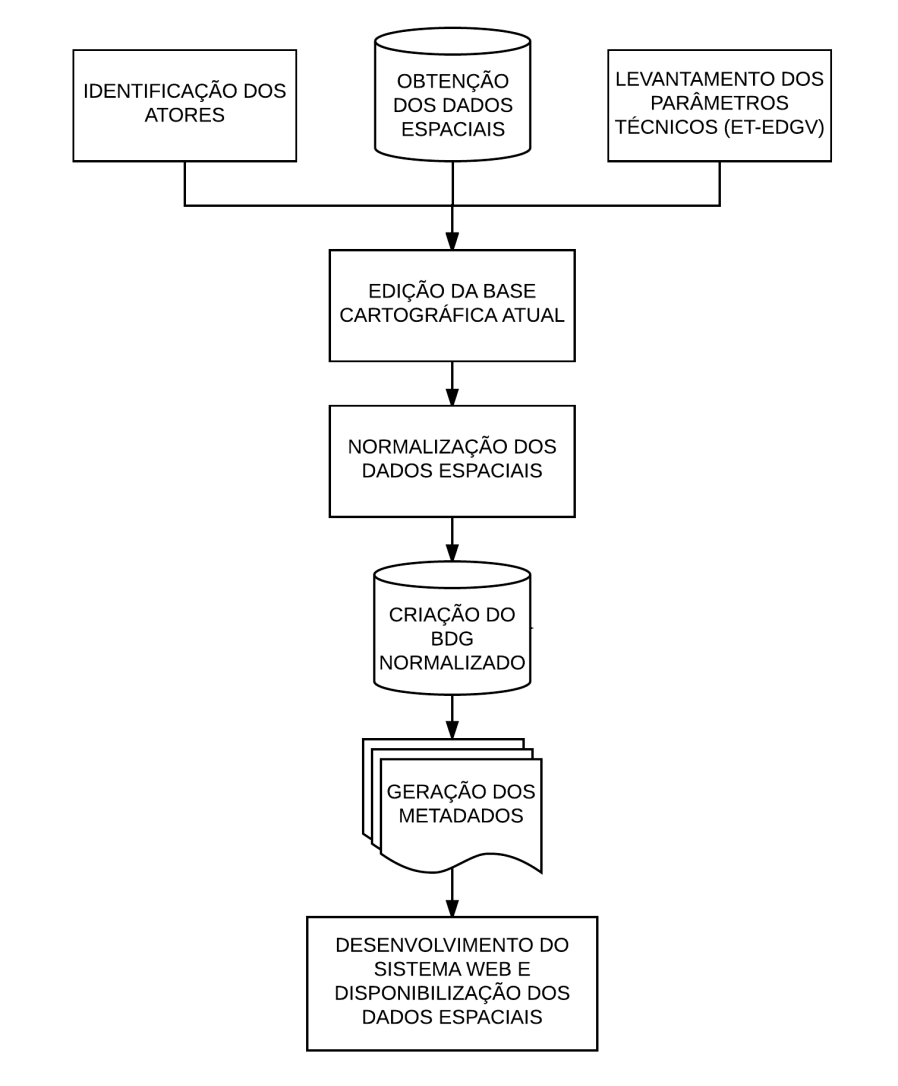 IDENTIFICAÇÃO DOS
ATORES
OBTENÇÃO
DOS DADOS
ESPACIAIS
LEVANTAMENTO DOS
PARÂMETROS
TÉCNICOS (ET-EDGV)
EDIÇÃO DA BASE
CARTOGRÁFICA ATUAL
NORMALIZAÇÃO DOS
DADOS ESPACIAIS
CRIAÇÃO DO
BDG
NORMALIZADO
GERAÇÃO DOS
METADADOS
DESENVOLVIMENTO DO
SISTEMA WEB E
DISPONIBILIZAÇÃO DOS
DADOS ESPACIAIS